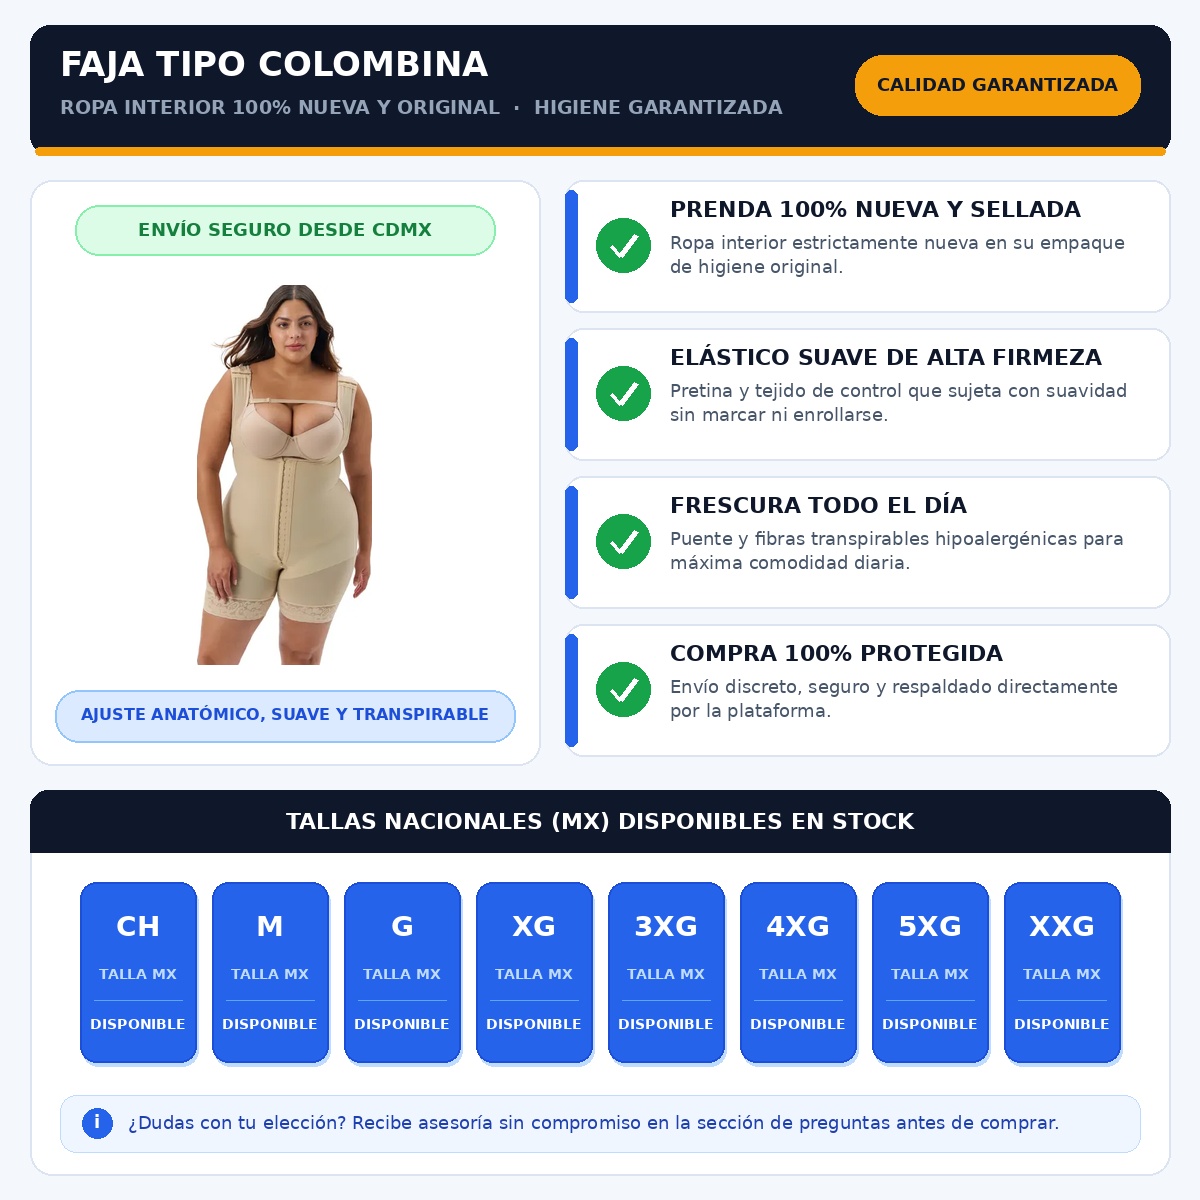 FAJA TIPO COLOMBINA
ROPA INTERIOR 100% NUEVA Y ORIGINAL · HIGIENE GARANTIZADA
CALIDAD GARANTIZADA
ENVÍO SEGURO DESDE CDMX
AJUSTE ANATÓMICO, SUAVE Y TRANSPIRABLE
PRENDA 100% NUEVA Y SELLADA
Ropa interior estrictamente nueva en su empaque
de higiene original.
ELÁSTICO SUAVE DE ALTA FIRMEZA
Pretina y tejido de control que sujeta con suavidad
sin marcar ni enrollarse.
FRESCURA TODO EL DÍA
Puente y fibras transpirables hipoalergénicas para
máxima comodidad diaria.
COMPRA 100% PROTEGIDA
Envío discreto, seguro y respaldado directamente
por la plataforma.
TALLAS NACIONALES (MX) DISPONIBLES EN STOCK
CH
TALLA MX
DISPONIBLE
M
TALLA MX
DISPONIBLE
G
TALLA MX
DISPONIBLE
XG
TALLA MX
DISPONIBLE
3XG
TALLA MX
DISPONIBLE
4XG
TALLA MX
DISPONIBLE
5XG
TALLA MX
DISPONIBLE
XXG
TALLA MX
DISPONIBLE
i ¿Dudas con tu elección? Recibe asesoría sin compromiso en la sección de preguntas antes de comprar.